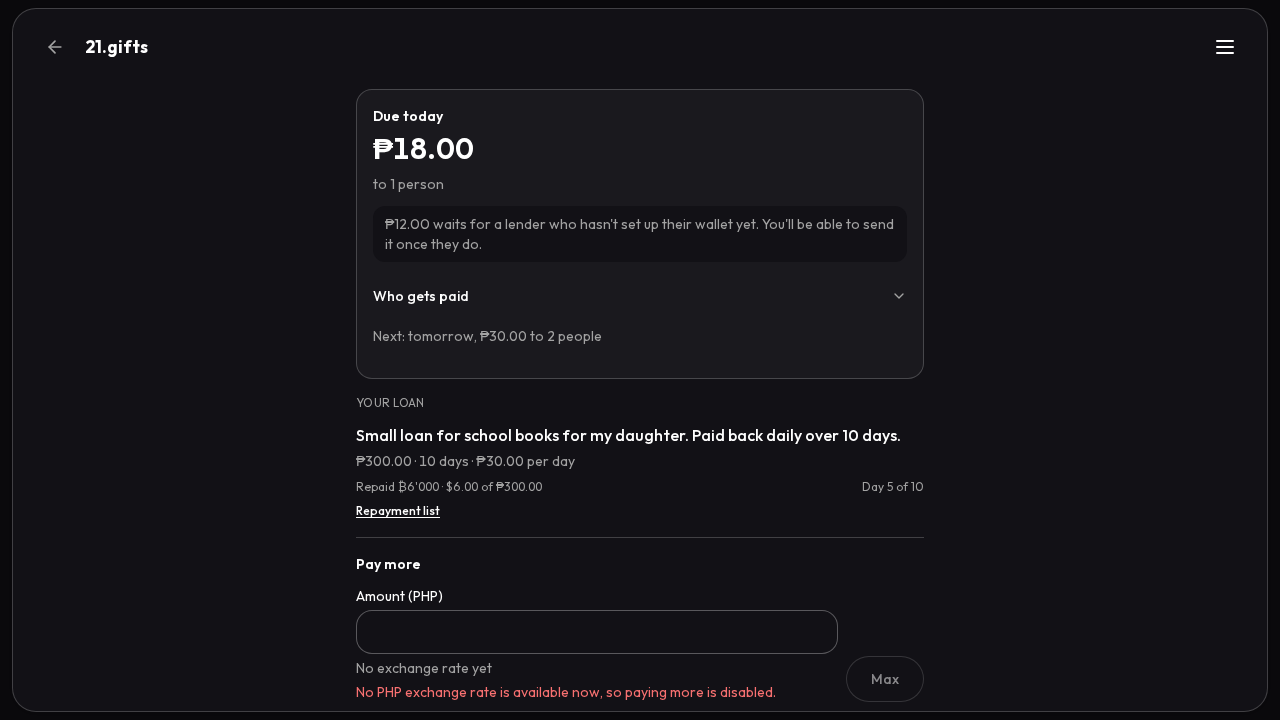 21.gifts
Due today
₱18.00
to 1 person
₱12.00 waits for a lender who hasn't set up their wallet yet. You'll be able to send
it once they do.
Who gets paid
Next: tomorrow, ₱30.00 to 2 people
YOUR LOAN
Small loan for school books for my daughter. Paid back daily over 10 days.
₱300.00 · 10 days · ₱30.00 per day
Repaid ₿6'000 · $6.00 of ₱300.00
Day 5 of 10
Repayment list
Pay more
Amount (PHP)
No exchange rate yet
No PHP exchange rate is available now, so paying more is disabled.
Max